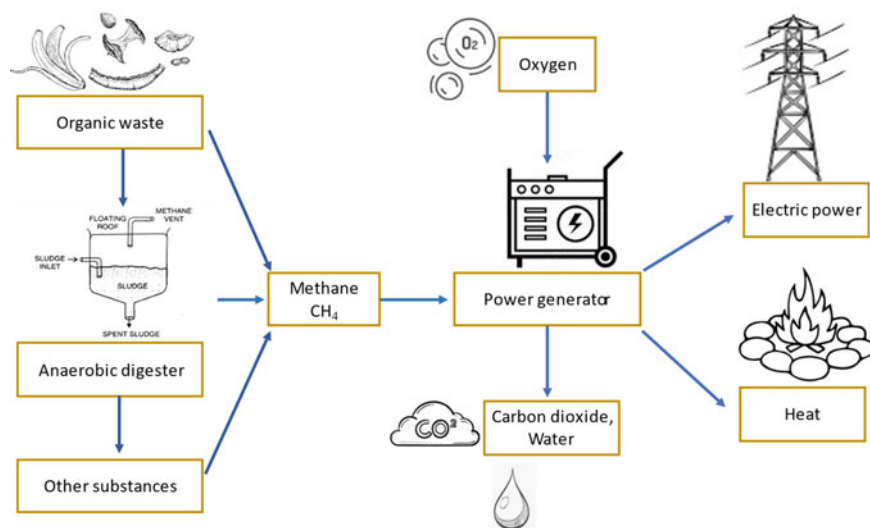 O₂
Oxygen
Organic waste
FLOATING
ROOF
METHANE
VENT
SLUDGE
INLET
SLUDGE
SPENT SLUDGE
Electric power
Methane
CH₄
Power generator
Anaerobic digester
CO²
Carbon dioxide,
Water
Heat
Other substances